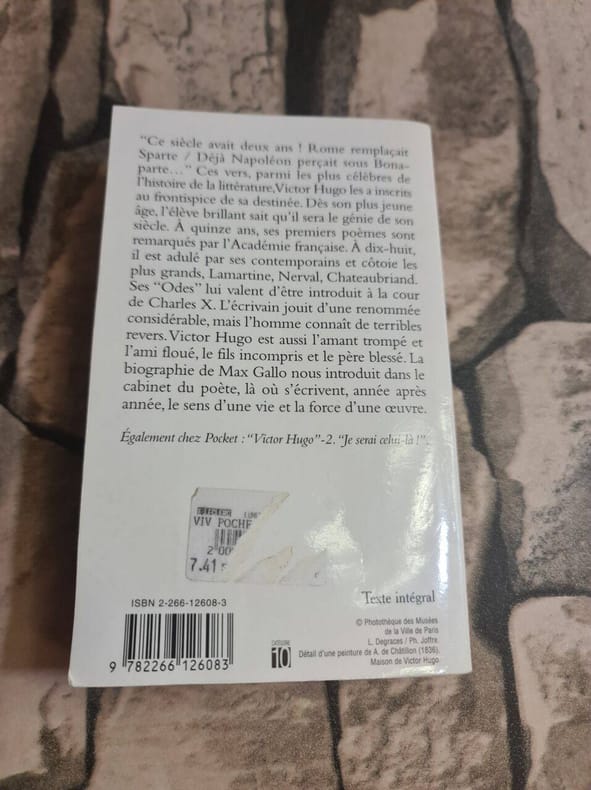 "Ce siècle avait deux ans ! Rome remplaçait
Sparte / Déjà Napoléon perçait sous Bona-
parte…" Ces vers, parmi les plus célèbres de
l'histoire de la littérature,Victor Hugo les a inscrits
au frontispice de sa destinée. Dès son plus jeune
âge, l'élève brillant sait qu'il sera le génie de son
siècle. À quinze ans, ses premiers poèmes sont
remarqués par l'Académie française. À dix-huit,
il est adulé par ses contemporains et côtoie les
plus grands, Lamartine, Nerval, Chateaubriand.
Ses "Odes" lui valent d'être introduit à la cour
de Charles X. L'écrivain jouit d'une renommée
considérable, mais l'homme connaît de terribles
revers. Victor Hugo est aussi l'amant trompé et
l'ami floué, le fils incompris et le père blessé. La
biographie de Max Gallo nous introduit dans le
cabinet du poète, là où s'écrivent, année après
année, le sens d'une vie et la force d'une œuvre.
Également chez Pocket : "Victor Hugo"-2. "Je serai celui-là !".
E.LECLERC
VIV POCHE
7.41
Texte intégral
ISBN 2-266-12608-3
9 782266 126083
CATÉGORIE
10
© Photothèque des Musées
de la Ville de Paris
L. Degraces / Ph. Joffre.
Détail d'une peinture de A. de Châtillon (1836).
Maison de Victor Hugo